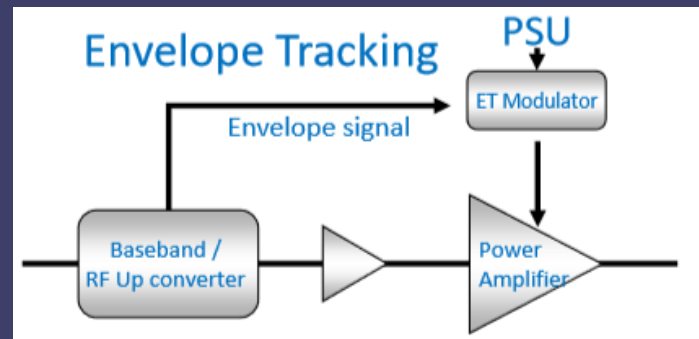 Envelope Tracking
PSU
ET Modulator
Envelope signal
Baseband /
RF Up converter
Power
Amplifier